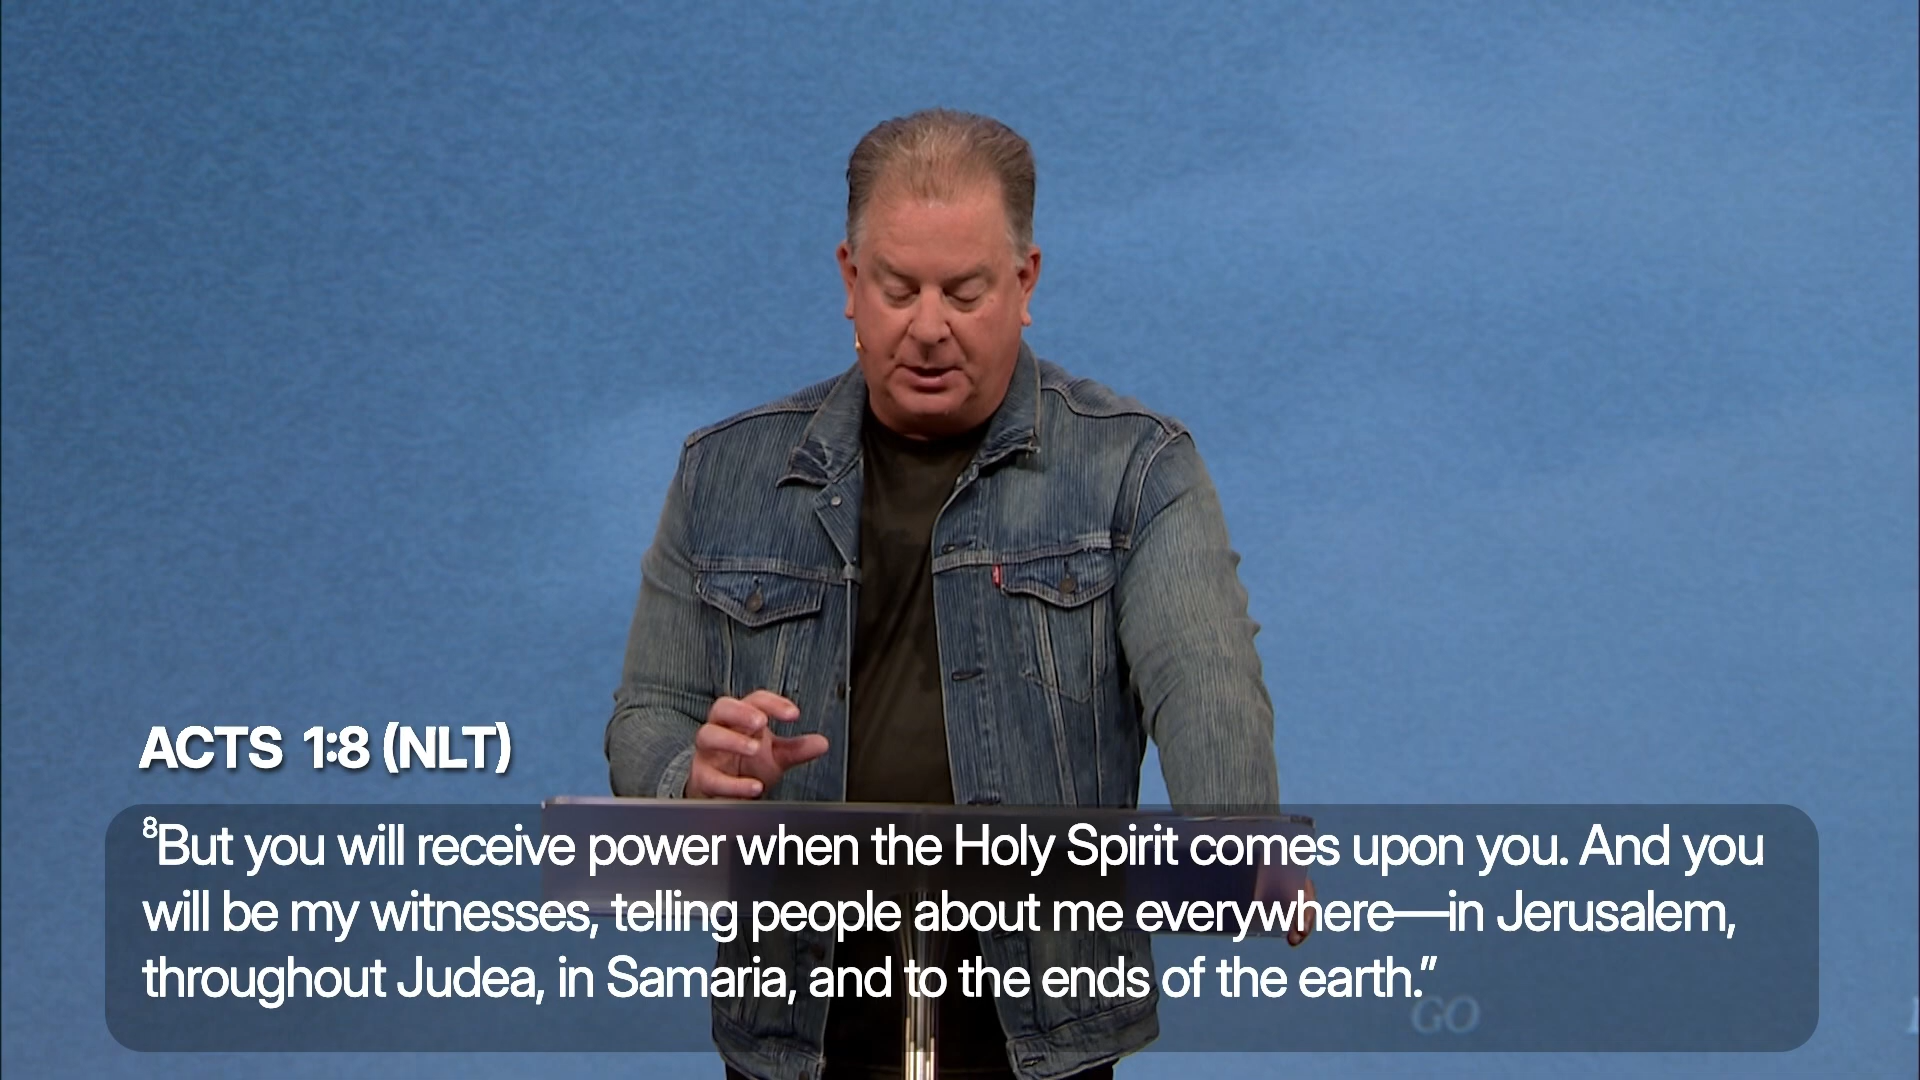 ACTS 1:8 (NLT)
⁸But you will receive power when the Holy Spirit comes upon you. And you
will be my witnesses, telling people about me everywhere—in Jerusalem,
throughout Judea, in Samaria, and to the ends of the earth.”
GO